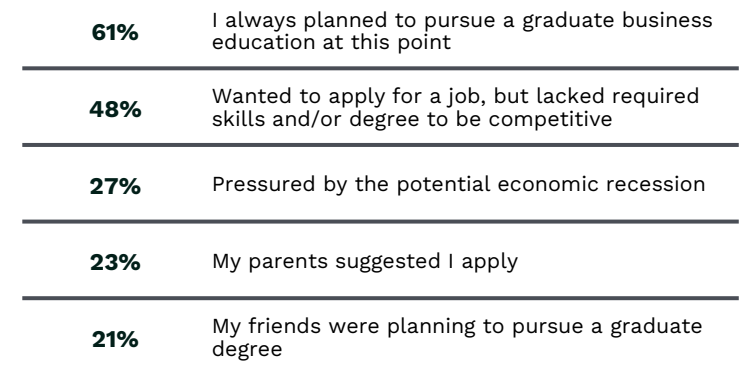 61%
I always planned to pursue a graduate business
education at this point
48%
Wanted to apply for a job, but lacked required
skills and/or degree to be competitive
27%
Pressured by the potential economic recession
23%
My parents suggested I apply
21%
My friends were planning to pursue a graduate
degree